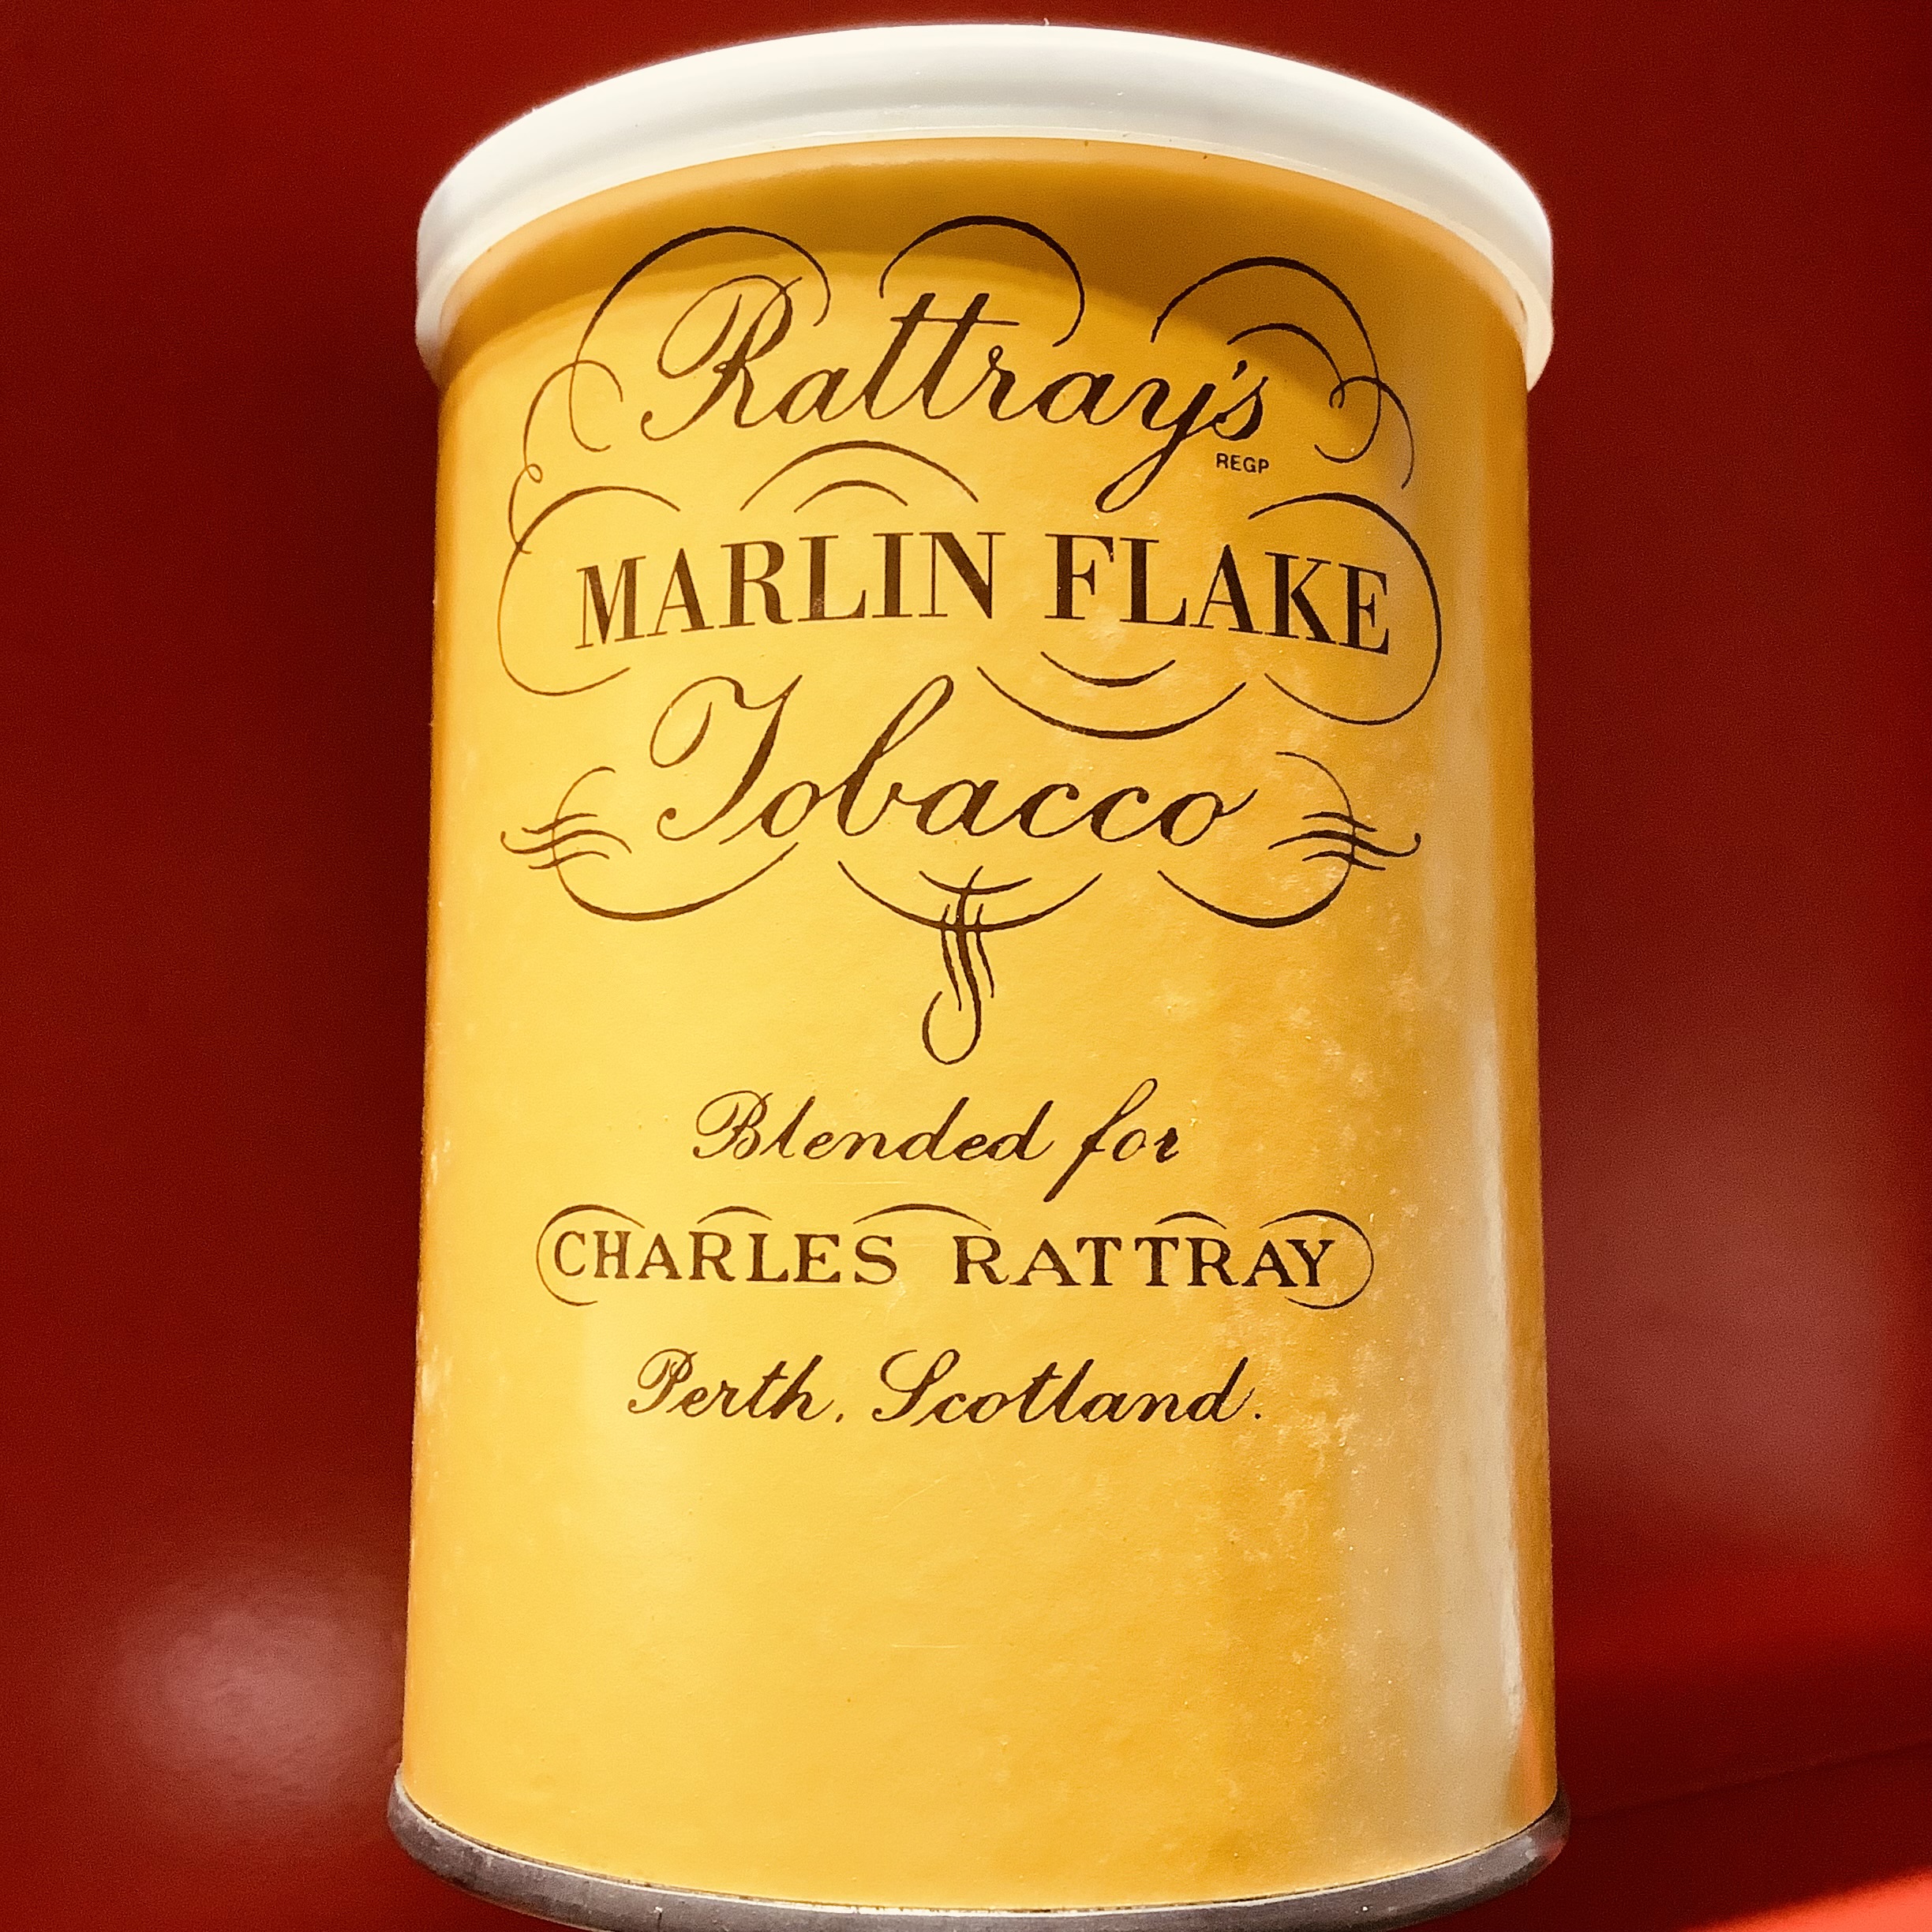 Rattray's
REGP
MARLIN FLAKE
Tobacco
Blended for
CHARLES RATTRAY
Perth, Scotland.